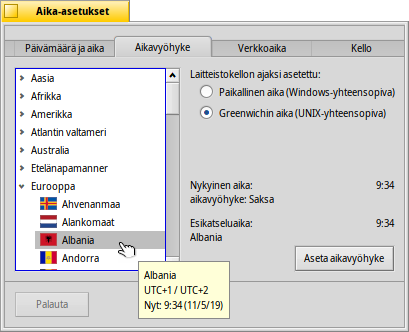 Aika-asetukset
Päivämäärä ja aika
Aikavyöhyke
Verkkoaika
Kello
Aasia
Afrikka
Amerikka
Atlantin valtameri
Australia
Etelänapamanner
Eurooppa
Ahvenanmaa
Alankomaat
Albania
Andorra
Laitteistokellon ajaksi asetettu:
Paikallinen aika (Windows-yhteensopiva)
Greenwichin aika (UNIX-yhteensopiva)
Nykyinen aika: 9:34
aikavyöhyke: Saksa
Esikatseluaika: 9:34
Albania
Aseta aikavyöhyke
Albania
UTC+1 / UTC+2
Nyt: 9:34 (11/5/19)
Palauta